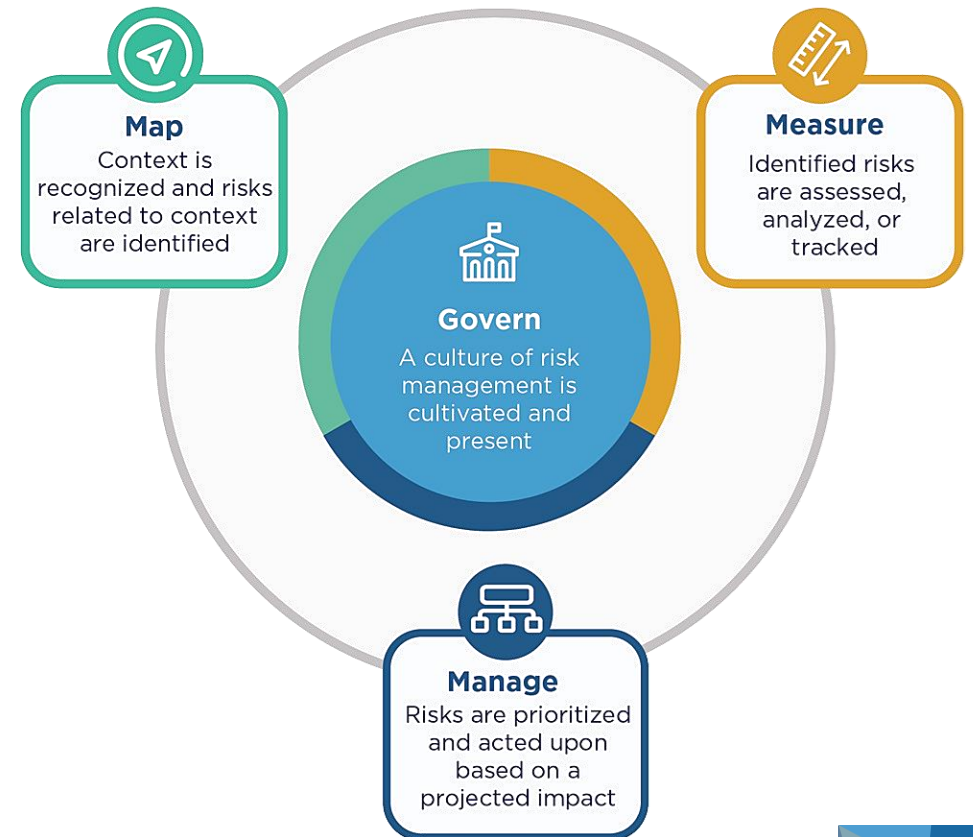 Map
Context is
recognized and risks
related to context
are identified
Measure
Identified risks
are assessed,
analyzed, or
tracked
Govern
A culture of risk
management is
cultivated and
present
Manage
Risks are prioritized
and acted upon
based on a
projected impact